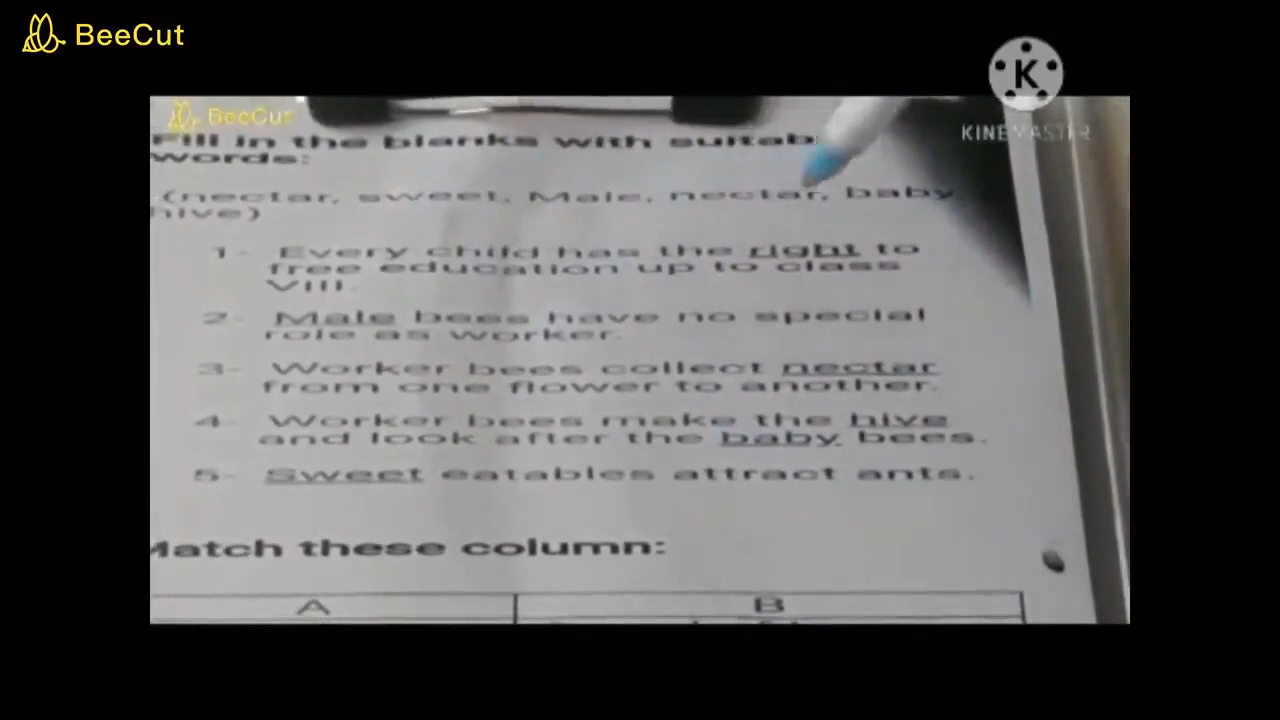 BeeCut
K
KINEMASTER
BeeCut
Fill in the blanks with suitab
words:
(nectar, sweet, Male, nectar, baby
hive)
1- Every child has the right to
free education up to class
VIII.
2- Male bees have no special
role as worker.
3- Worker bees collect nectar
from one flower to another.
4- Worker bees make the hive
and look after the baby bees.
5- Sweet eatables attract ants.
Match these column:
A B